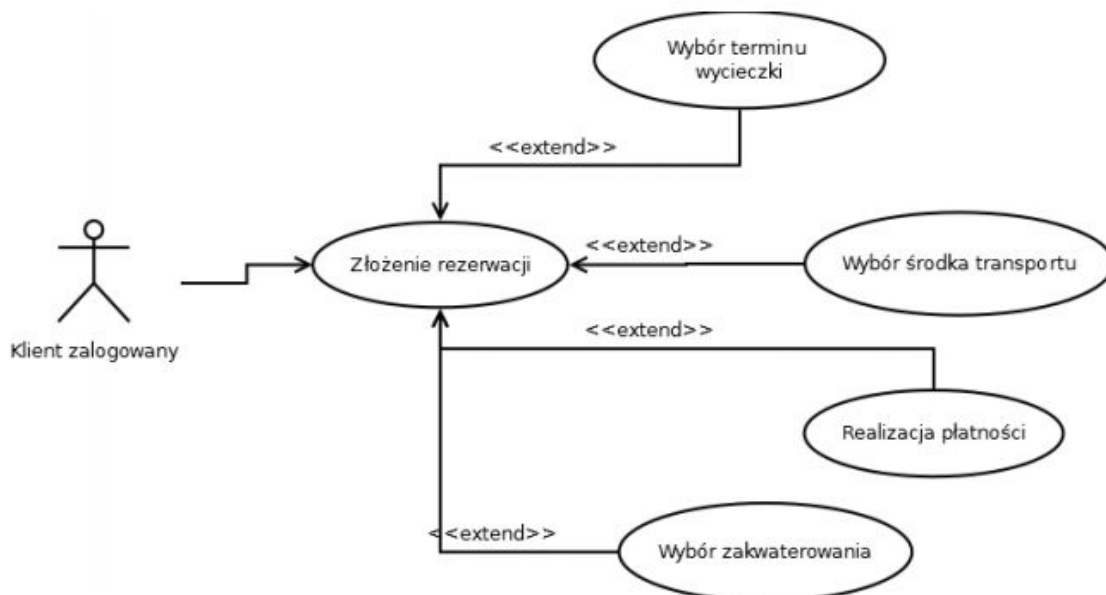 Wybór terminu
wycieczki
<<extend>>
<<extend>>
Złożenie rezerwacji
Wybór środka transportu
<<extend>>
Klient zalogowany
Realizacja płatności
<<extend>>
Wybór zakwaterowania